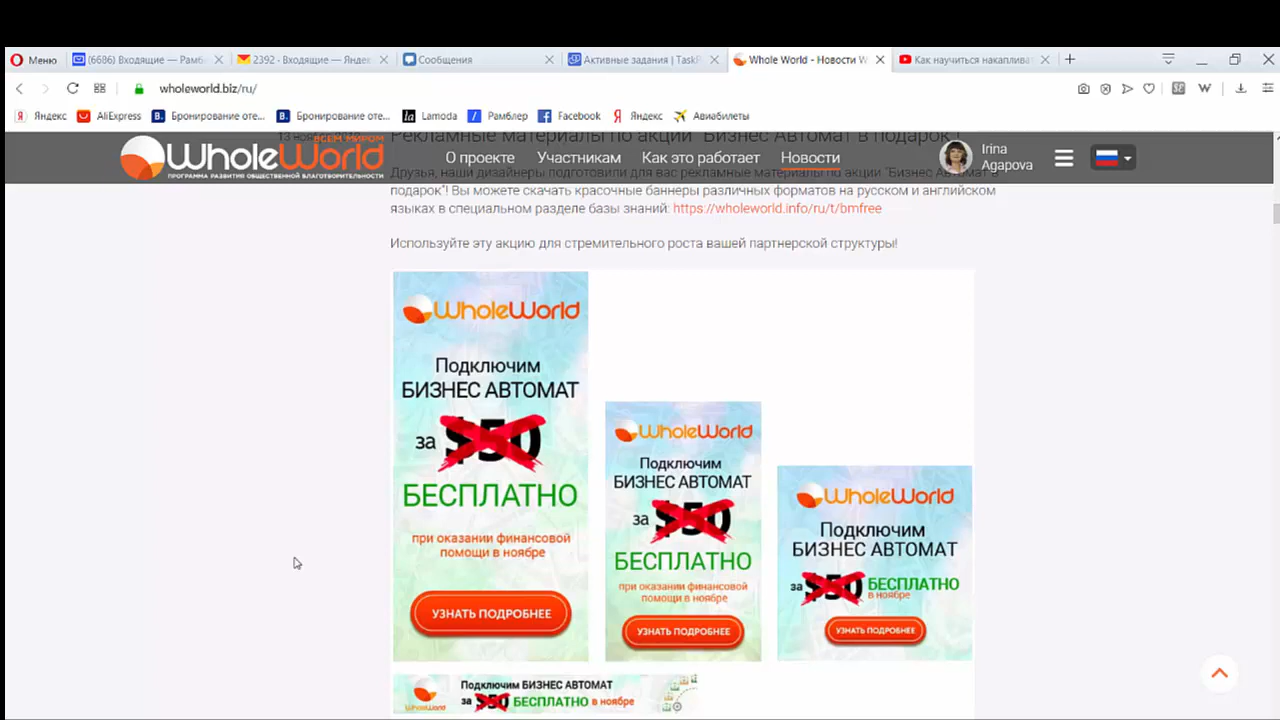 Меню
(6686) Входящие — Рамб
2392 - Входящие — Яндек
Сообщения
Активные задания | TaskP
Whole World - Новости W
Как научиться накаплива
wholeworld.biz/ru/
Яндекс
AliExpress
Бронирование оте...
Бронирование оте...
Lamoda
Рамблер
Facebook
Яндекс
Авиабилеты
Рекламные материалы по акции "Бизнес Автомат в подарок"!
ВСЕМ МИРОМ
WholeWorld
ПРОГРАММА РАЗВИТИЯ ОБЩЕСТВЕННОЙ БЛАГОТВОРИТЕЛЬНОСТИ
О проекте
Участникам
Как это работает
Новости
Irina
Agapova
Друзья, наши дизайнеры подготовили для вас рекламные материалы по акции "Бизнес Автомат в
подарок"! Вы можете скачать красочные баннеры различных форматов на русском и английском
языках в специальном разделе базы знаний: https://wholeworld.info/ru/t/bmfree
Используйте эту акцию для стремительного роста вашей партнерской структуры!
WholeWorld
Подключим
БИЗНЕС АВТОМАТ
за $50
БЕСПЛАТНО
при оказании финансовой
помощи в ноябре
УЗНАТЬ ПОДРОБНЕЕ
WholeWorld
Подключим
БИЗНЕС АВТОМАТ
за $50
БЕСПЛАТНО
при оказании финансовой
помощи в ноябре
УЗНАТЬ ПОДРОБНЕЕ
WholeWorld
Подключим
БИЗНЕС АВТОМАТ
за $50 БЕСПЛАТНО
в ноябре
УЗНАТЬ ПОДРОБНЕЕ
WholeWorld
Подключим БИЗНЕС АВТОМАТ
за $50 БЕСПЛАТНО в ноябре